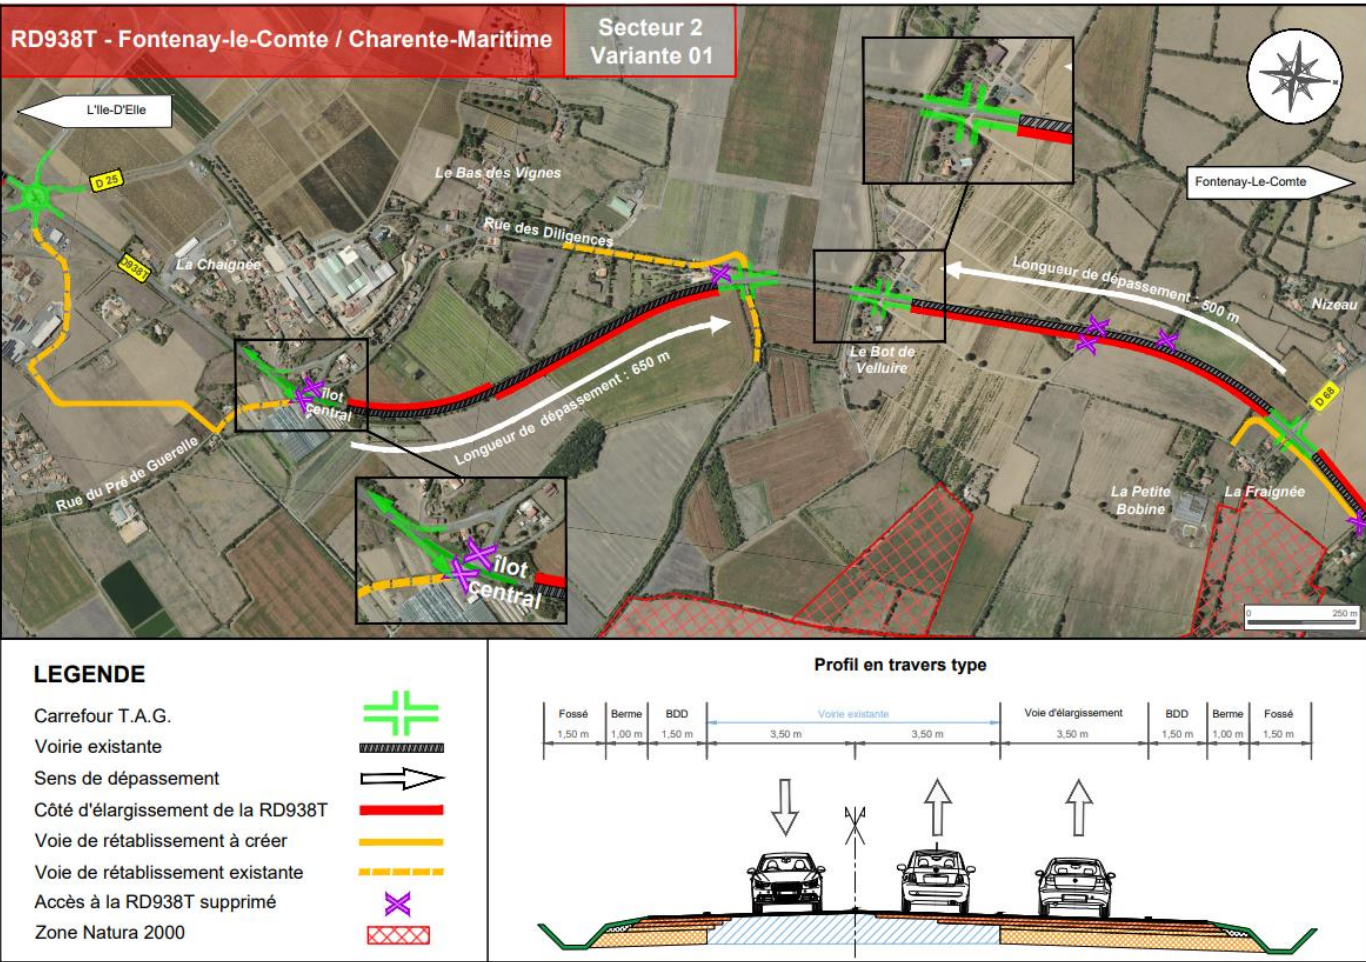 RD938T - Fontenay-le-Comte / Charente-Maritime
Secteur 2
Variante 01
L'Ile-D'Elle
D 25
D938T
La Chaignée
Le Bas des Vignes
Rue des Diligences
Fontenay-Le-Comte
Longueur de dépassement : 500 m
Nizeau
Le Bot de
Velluire
D 68
îlot
central
Longueur de dépassement : 650 m
Rue du Pré de Guerelle
La Petite
Bobine
La Fraignée
îlot
central
0
250 m
LEGENDE
Carrefour T.A.G.
Voirie existante
Sens de dépassement
Côté d'élargissement de la RD938T
Voie de rétablissement à créer
Voie de rétablissement existante
Accès à la RD938T supprimé
Zone Natura 2000
Profil en travers type
Fossé Berme BDD Voirie existante Voie d'élargissement BDD Berme Fossé
1,50 m 1,00 m 1,50 m 3,50 m 3,50 m 3,50 m 1,50 m 1,00 m 1,50 m